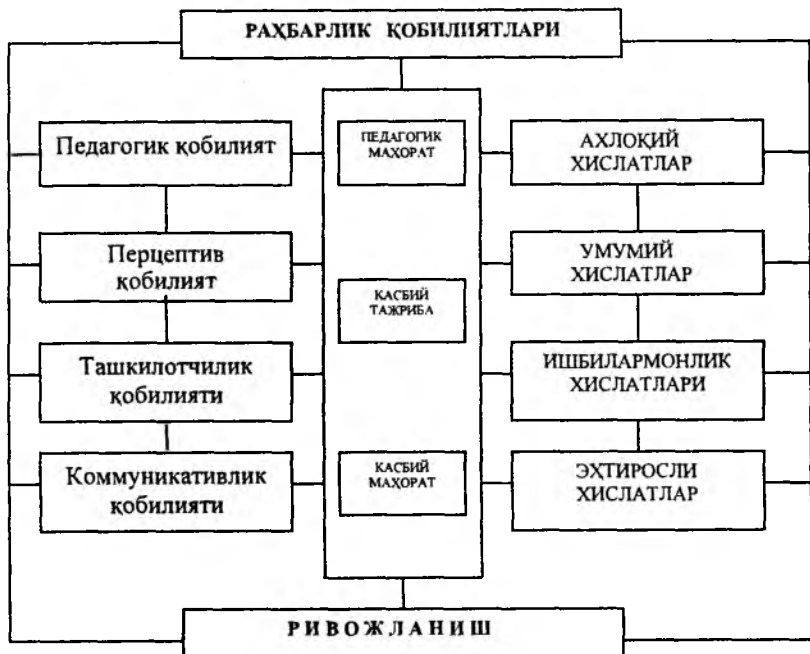 РАҲБАРЛИК ҚОБИЛИЯТЛАРИ
Педагогик қобилият
ПЕДАГОГИК
МАҲОРАТ
АХЛОҚИЙ
ХИСЛАТЛАР
Перцептив
қобилият
УМУМИЙ
ХИСЛАТЛАР
КАСБИЙ
ТАЖРИБА
Ташкилотчилик
қобилияти
ИШБИЛАРМОНЛИК
ХИСЛАТЛАРИ
Коммуникативлик
қобилияти
КАСБИЙ
МАҲОРАТ
ЭҲТИРОСЛИ
ХИСЛАТЛАР
РИВОЖЛАНИШ